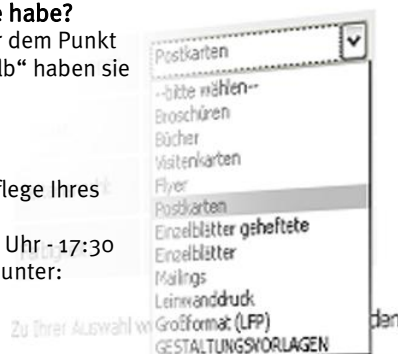 e habe?
r dem Punkt
lb“ haben sie
flege Ihres
Uhr - 17:30
unter:
Postkarten
--bitte wählen--
Broschüren
Bücher
Visitenkarten
Flyer
Postkarten
Einzelblätter geheftete
Einzelblätter
Mailings
Leinwanddruck
Großformat (LFP)
GESTALTUNGSVORLAGEN
Zu Ihrer Auswahl w
den